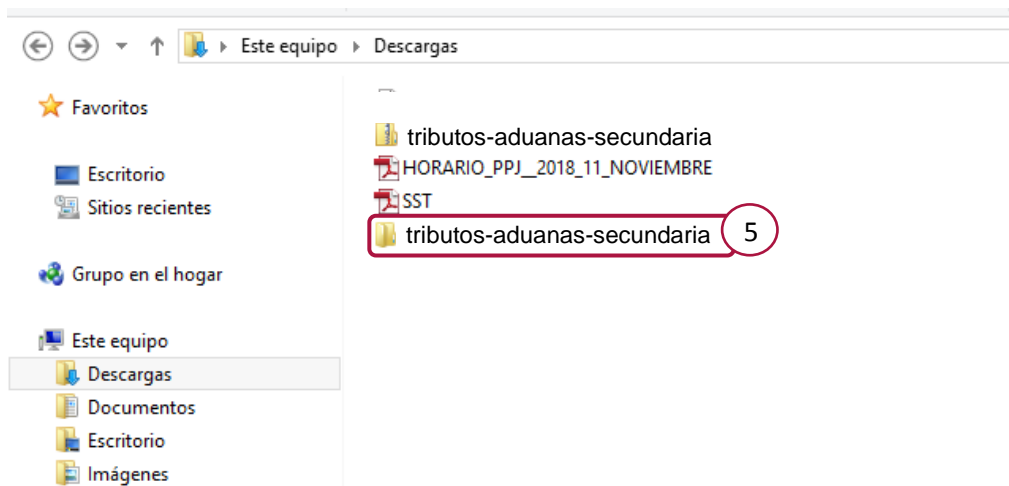 Este equipo Descargas
Favoritos
Escritorio
Sitios recientes
Grupo en el hogar
Este equipo
Descargas
Documentos
Escritorio
Imágenes
tributos-aduanas-secundaria
HORARIO_PPJ__2018_11_NOVIEMBRE
SST
tributos-aduanas-secundaria 5